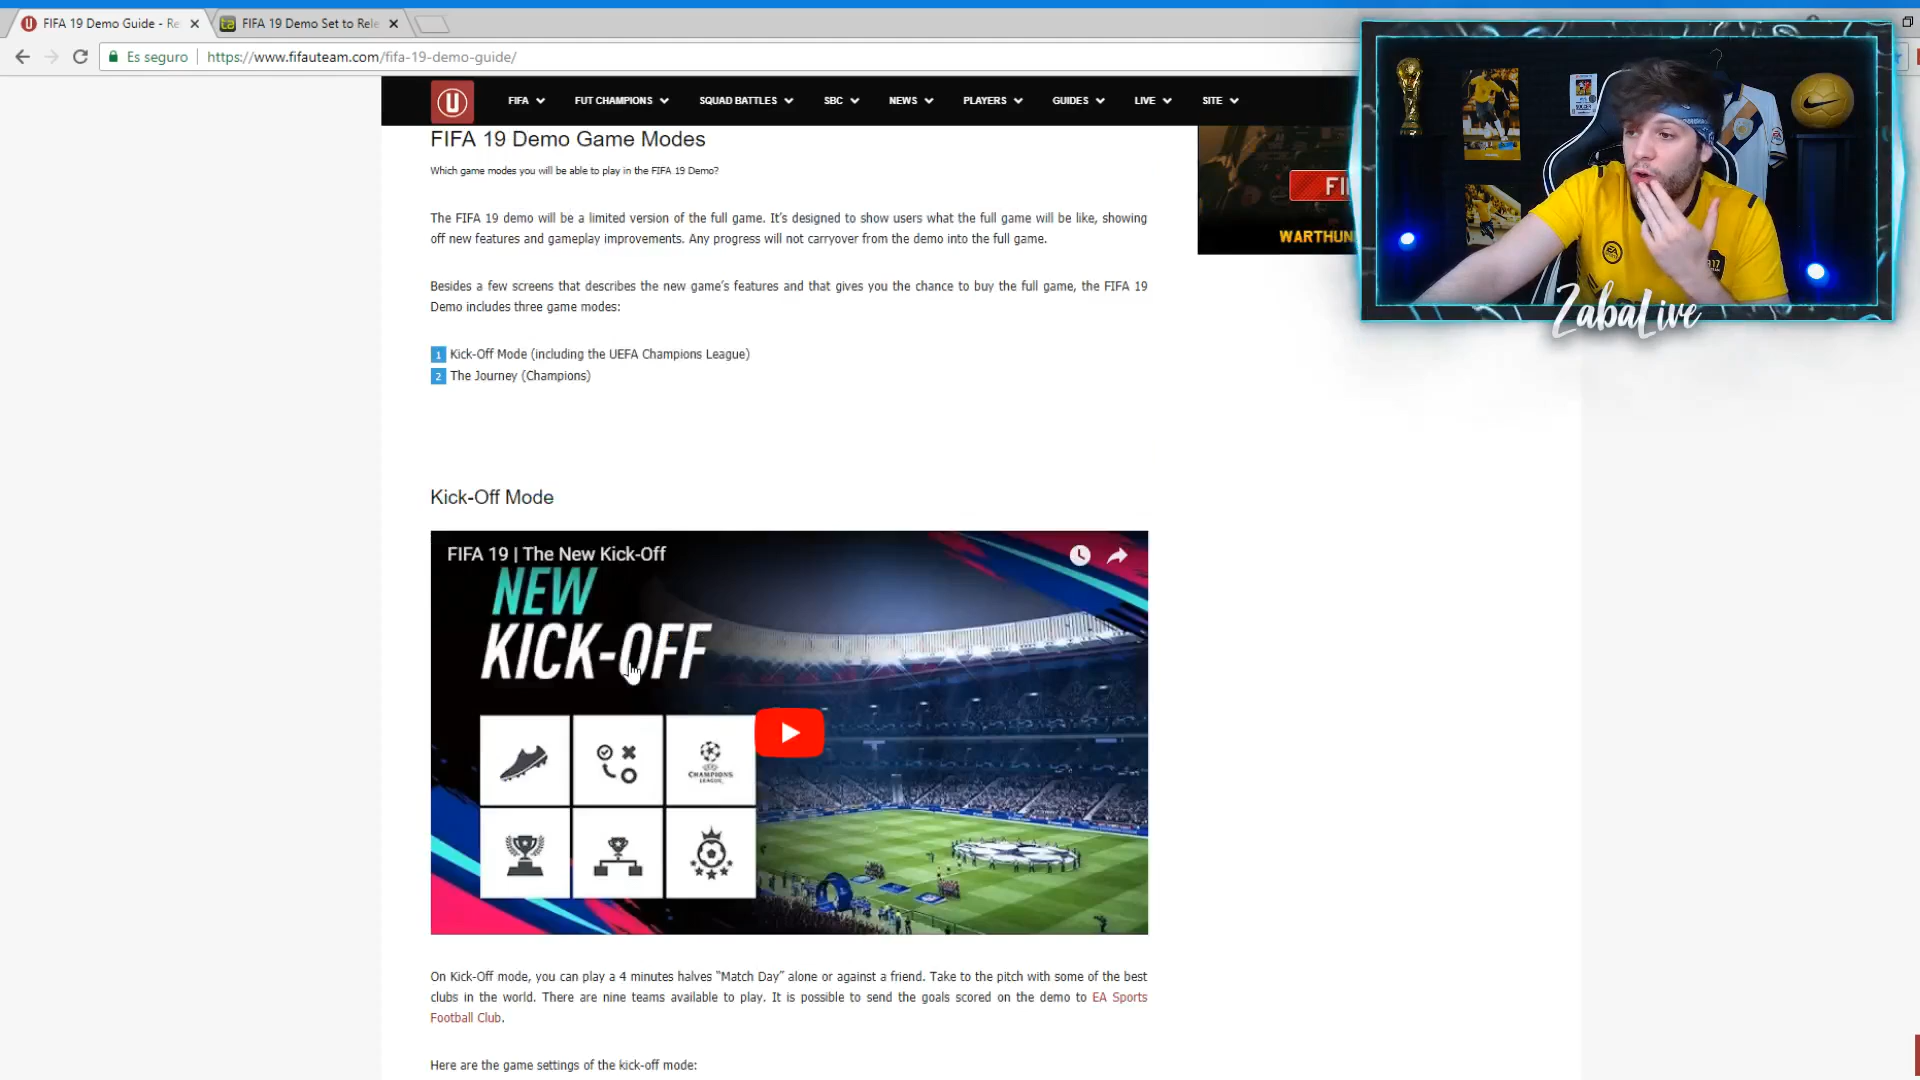 FIFA 19 Demo Guide - Re
FIFA 19 Demo Set to Rele
Es seguro
https://www.fifauteam.com/fifa-19-demo-guide/
U
FIFA
FUT CHAMPIONS
SQUAD BATTLES
SBC
NEWS
PLAYERS
GUIDES
LIVE
SITE
FIFA 19 Demo Game Modes
Which game modes you will be able to play in the FIFA 19 Demo?
The FIFA 19 demo will be a limited version of the full game. It's designed to show users what the full game will be like, showing
off new features and gameplay improvements. Any progress will not carryover from the demo into the full game.
Besides a few screens that describes the new game's features and that gives you the chance to buy the full game, the FIFA 19
Demo includes three game modes:
1 Kick-Off Mode (including the UEFA Champions League)
2 The Journey (Champions)
FI
WARTHUN
ZabaLive
Kick-Off Mode
FIFA 19 | The New Kick-Off
NEW
KICK-OFF
CHAMPIONS
LEAGUE
On Kick-Off mode, you can play a 4 minutes halves "Match Day" alone or against a friend. Take to the pitch with some of the best
clubs in the world. There are nine teams available to play. It is possible to send the goals scored on the demo to EA Sports
Football Club.
Here are the game settings of the kick-off mode: